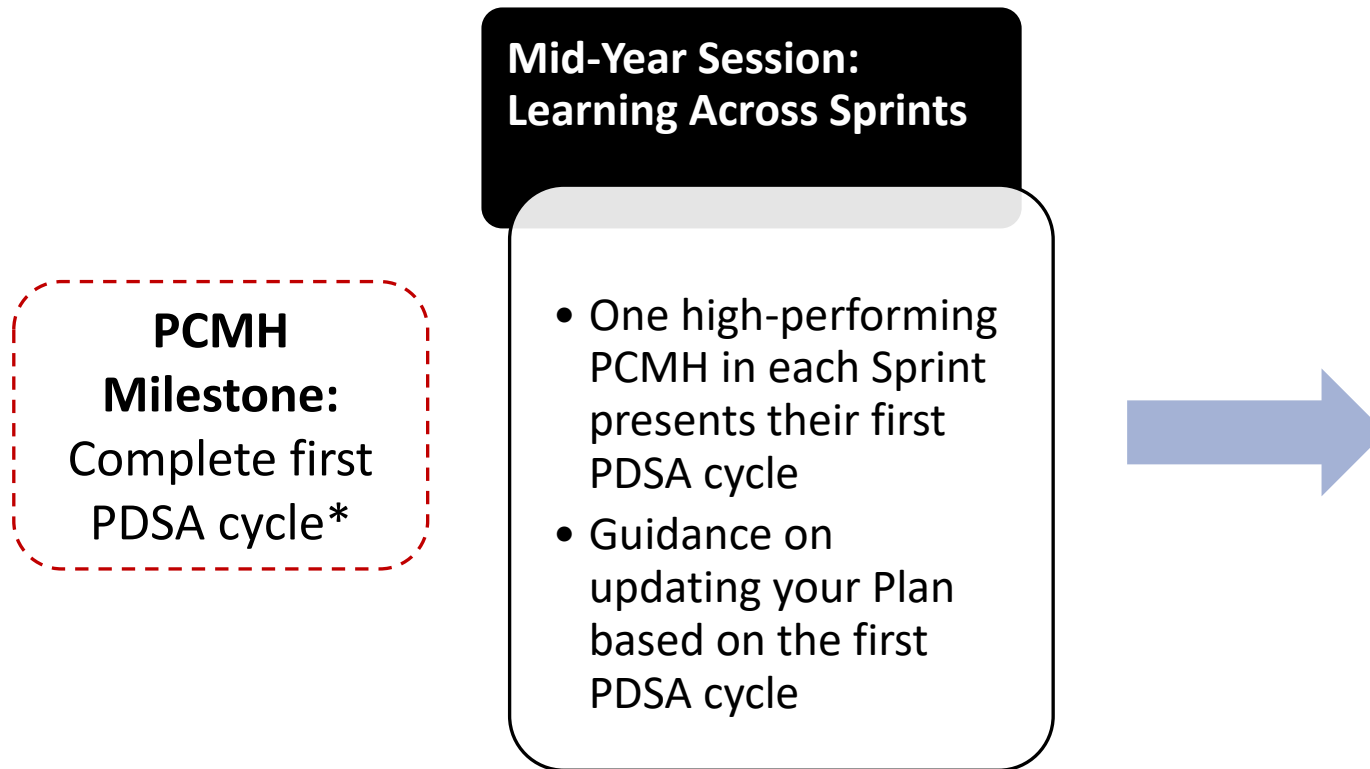 Mid-Year Session:
Learning Across Sprints
PCMH
Milestone:
Complete first
PDSA cycle*
• One high-performing
PCMH in each Sprint
presents their first
PDSA cycle
• Guidance on
updating your Plan
based on the first
PDSA cycle